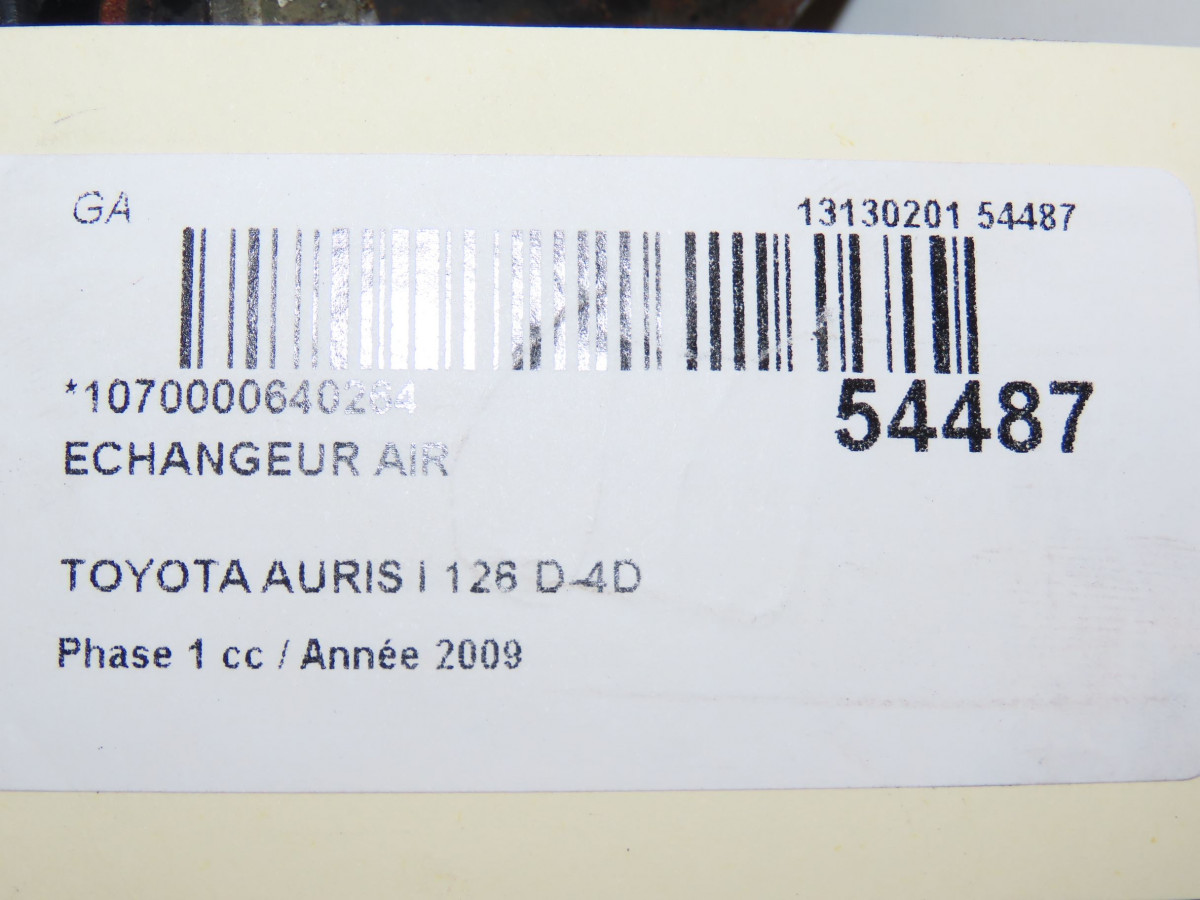 GA
13130201 54487
*1070000640264
54487
ECHANGEUR AIR
TOYOTA AURIS I 126 D-4D
Phase 1 cc / Année 2009